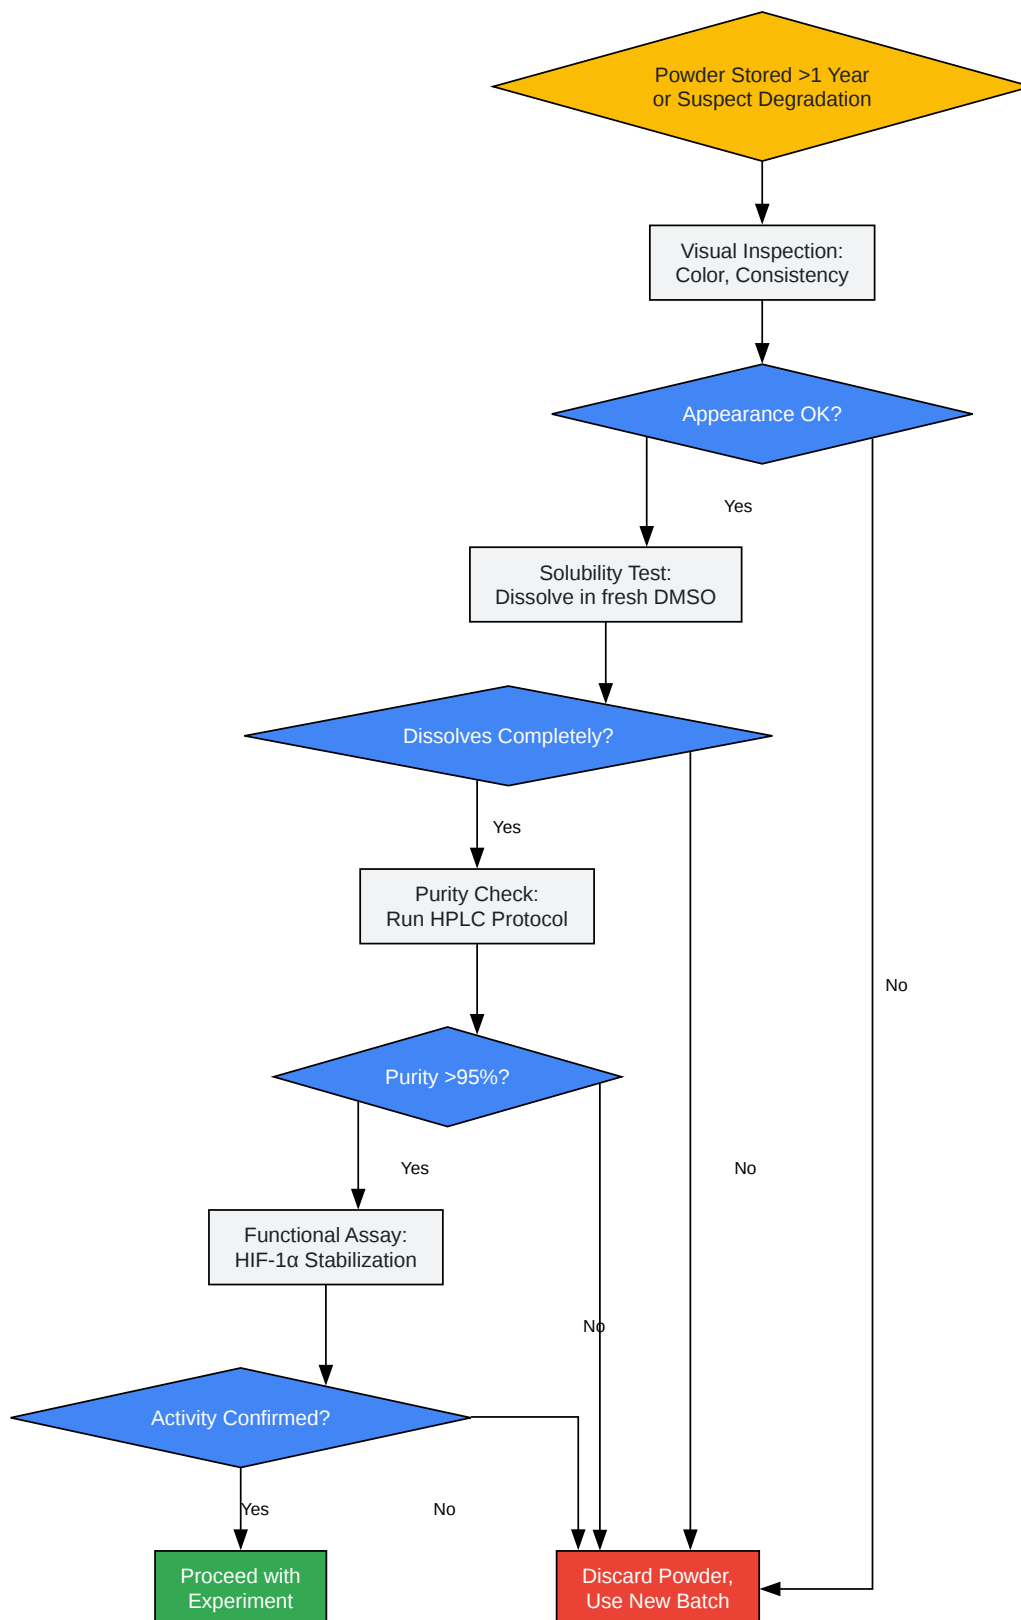 Powder Stored >1 Year
or Suspect Degradation
Visual Inspection:
Color, Consistency
Appearance OK?
Yes
Solubility Test:
Dissolve in fresh DMSO
Dissolves Completely?
Yes
Purity Check:
Run HPLC Protocol
No
Purity >95%?
Yes
No
Functional Assay:
HIF-1α Stabilization
No
Activity Confirmed?
Yes
No
Proceed with
Experiment
Discard Powder,
Use New Batch